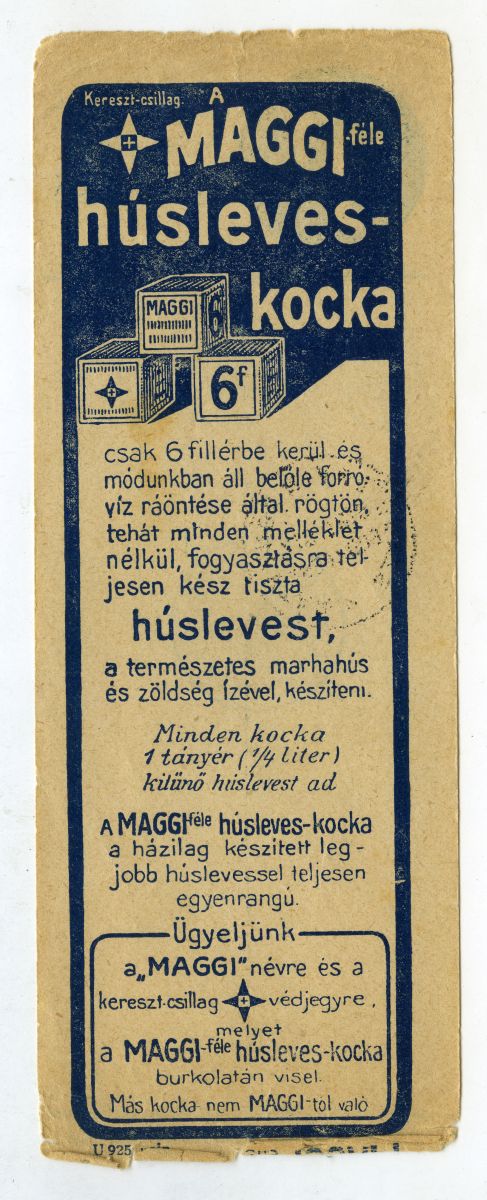 Kereszt-csillag. A
MAGGI-féle
húsleves-
kocka
MAGGI
6
6f
csak 6 fillérbe kerül és
módunkban áll belőle forró
víz ráöntése által rögtön,
tehát minden melléklet
nélkül, fogyasztásra tel-
jesen kész tiszta
húslevest,
a természetes marhahús
és zöldség ízével, készíteni.
Minden kocka
1 tányér (1/4 liter)
kitűnő húslevest ad
A MAGGI-féle húsleves-kocka
a házilag készített leg-
jobb húslevessel teljesen
egyenrangú.
Ügyeljünk
a „MAGGI" névre és a
kereszt-csillag védjegyre,
melyet
a MAGGI-féle húsleves-kocka
burkolatán visel.
Más kocka nem MAGGI-tól való
U 925